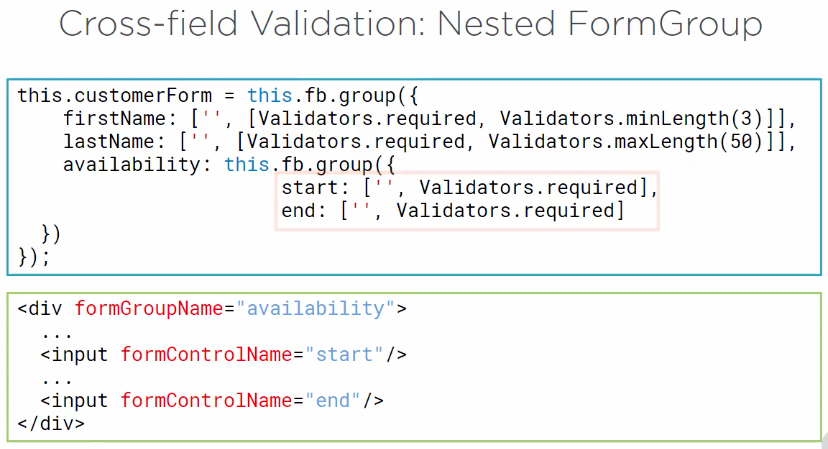 Cross-field Validation: Nested FormGroup
this.customerForm = this.fb.group({
    firstName: ['', [Validators.required, Validators.minLength(3)]],
    lastName: ['', [Validators.required, Validators.maxLength(50)]],
    availability: this.fb.group({
                       start: ['', Validators.required],
                       end: ['', Validators.required]
  })
});
<div formGroupName="availability">
  ...
  <input formControlName="start"/>
  ...
  <input formControlName="end"/>
</div>